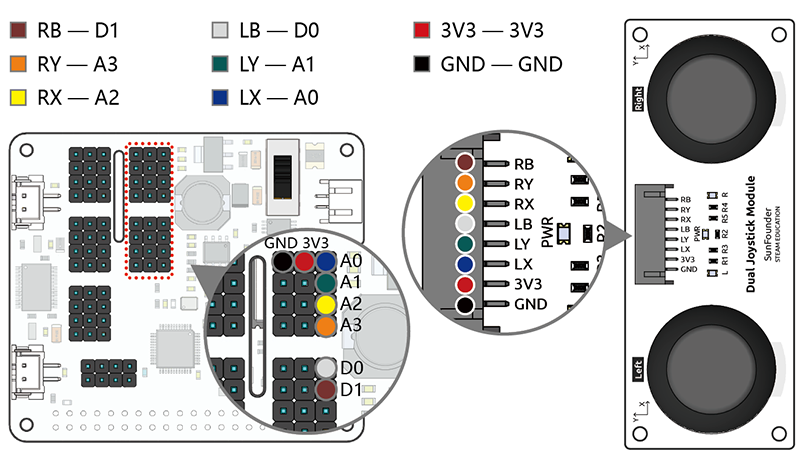 RB — D1
LB — D0
3V3 — 3V3
RY — A3
LY — A1
GND — GND
RX — A2
LX — A0
GND 3V3
A0
A1
A2
A3
D0
D1
RB
RY
RX
LB
LY
LX
3V3
GND
PWR
R2
Right
X
Y
RB
RY
RX
LB
LY
LX
3V3
GND
PWR
R
R4
R5
R2
R3
R1
L
Dual Joystick Module
SunFounder
STEAM EDUCATION
Left
X
Y